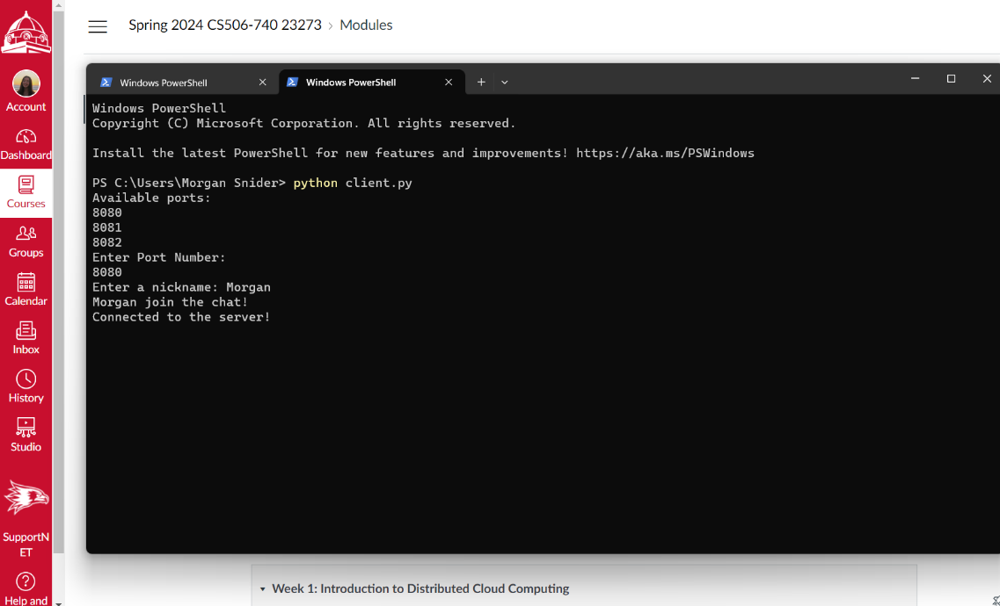 Spring 2024 CS506-740 23273 > Modules
Account
Dashboard
Courses
Groups
Calendar
Inbox
History
Studio
SupportN
ET
Help and
Windows PowerShell
Windows PowerShell
Windows PowerShell
Copyright (C) Microsoft Corporation. All rights reserved.
Install the latest PowerShell for new features and improvements! https://aka.ms/PSWindows
PS C:\Users\Morgan Snider> python client.py
Available ports:
8080
8081
8082
Enter Port Number:
8080
Enter a nickname: Morgan
Morgan join the chat!
Connected to the server!
Week 1: Introduction to Distributed Cloud Computing